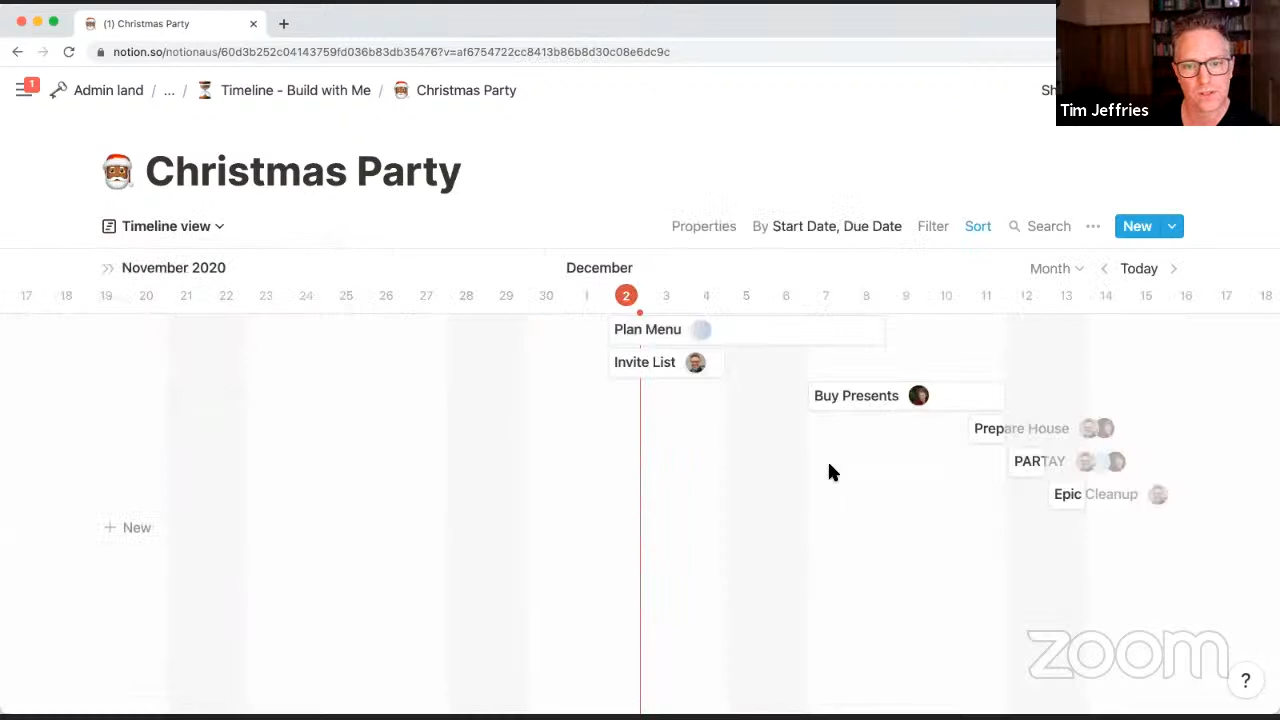 (1) Christmas Party
notion.so/notionaus/60d3b252c04143759fd036b83db35476?v=af6754722cc8413b86b8d30c08e6dc9c
1 Admin land / ... / Timeline - Build with Me / Christmas Party
Sh
Tim Jeffries
Christmas Party
Timeline view Properties By Start Date, Due Date Filter Sort Search ••• New
November 2020 December Month Today
17 18 19 20 21 22 23 24 25 26 27 28 29 30 1 2 3 4 5 6 7 8 9 10 11 12 13 14 15 16 17 18
Plan Menu
Invite List
Buy Presents
Prepare House
PARTAY
Epic Cleanup
+ New
zoom
?